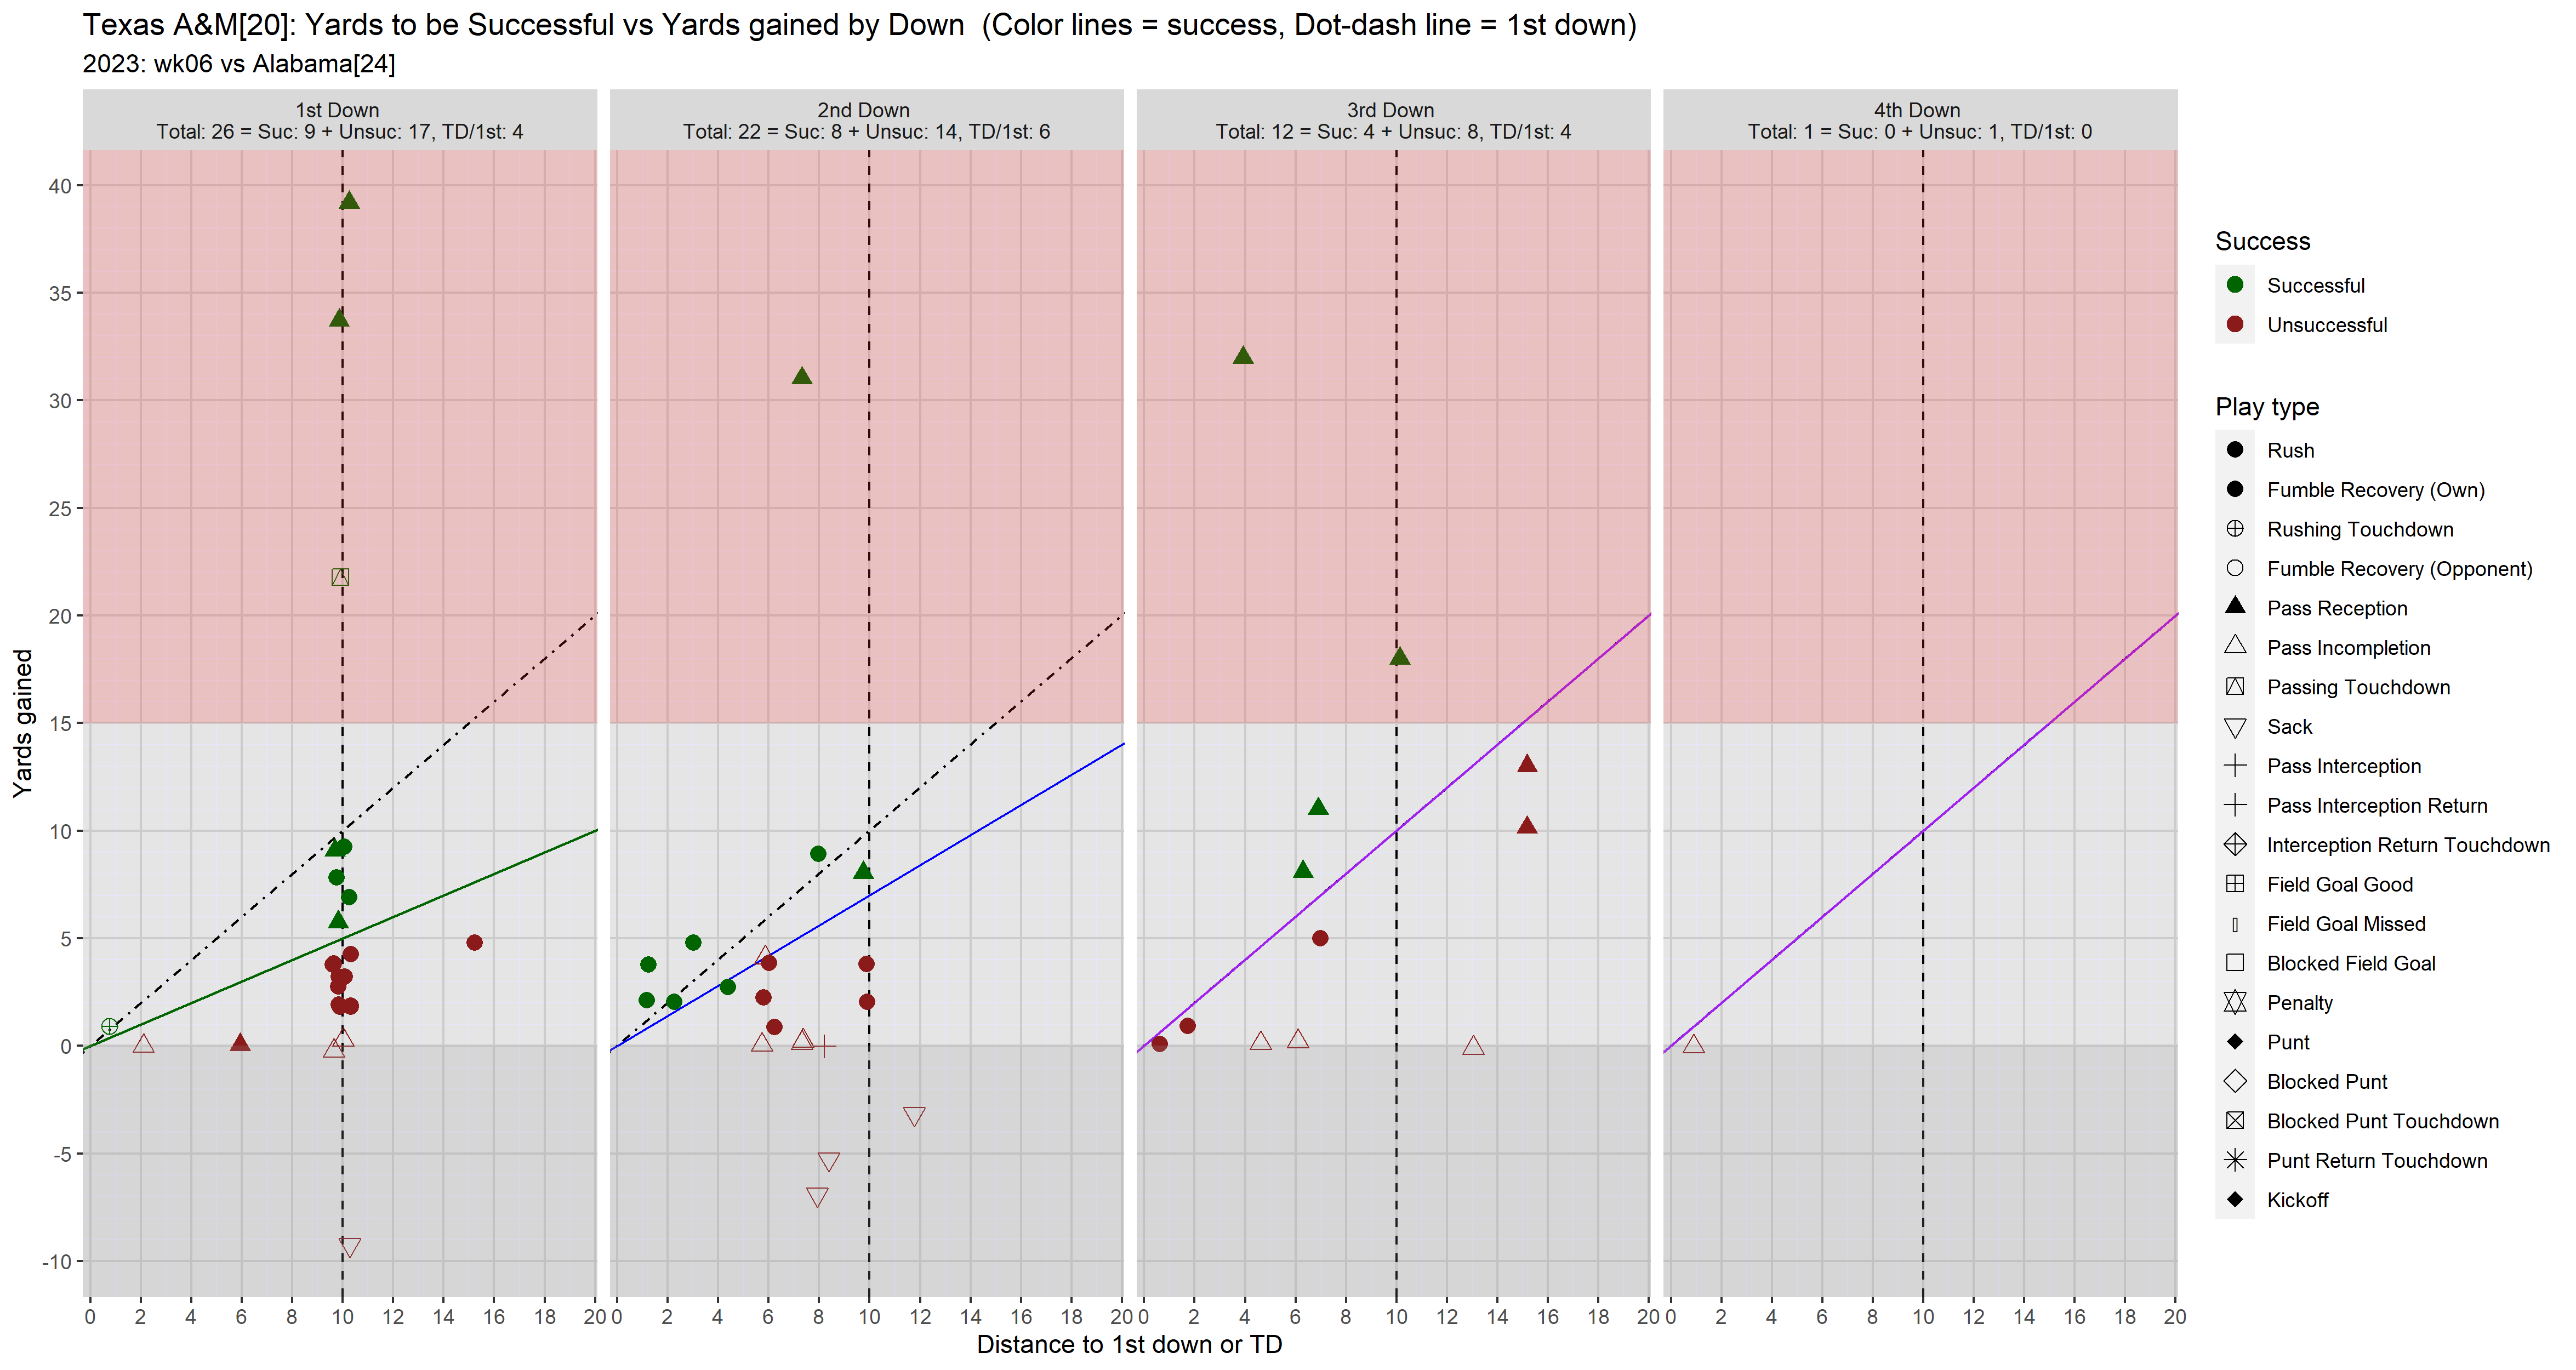 Texas A&M[20]: Yards to be Successful vs Yards gained by Down  (Color lines = success, Dot-dash line = 1st down)
2023: wk06 vs Alabama[24]
1st Down
Total: 26 = Suc: 9 + Unsuc: 17, TD/1st: 4
2nd Down
Total: 22 = Suc: 8 + Unsuc: 14, TD/1st: 6
3rd Down
Total: 12 = Suc: 4 + Unsuc: 8, TD/1st: 4
4th Down
Total: 1 = Suc: 0 + Unsuc: 1, TD/1st: 0
Yards gained
40
35
30
25
20
15
10
5
0
-5
-10
0 2 4 6 8 10 12 14 16 18 20
0 2 4 6 8 10 12 14 16 18 20
0 2 4 6 8 10 12 14 16 18 20
0 2 4 6 8 10 12 14 16 18 20
Distance to 1st down or TD
Success
Successful
Unsuccessful
Play type
Rush
Fumble Recovery (Own)
Rushing Touchdown
Fumble Recovery (Opponent)
Pass Reception
Pass Incompletion
Passing Touchdown
Sack
Pass Interception
Pass Interception Return
Interception Return Touchdown
Field Goal Good
Field Goal Missed
Blocked Field Goal
Penalty
Punt
Blocked Punt
Blocked Punt Touchdown
Punt Return Touchdown
Kickoff